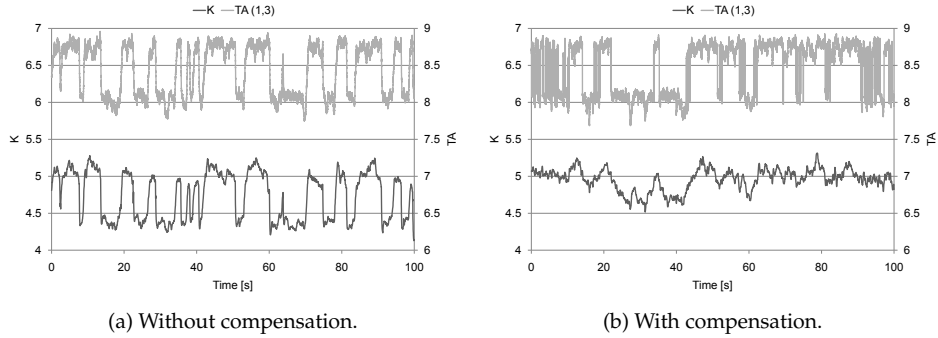 K TA (1,3)
7 9
6.5 8.5
6 8
5.5 7.5
5 7
4.5 6.5
4 6
K
TA
0 20 40 60 80 100
Time [s]
(a) Without compensation.
K TA (1,3)
7 9
6.5 8.5
6 8
5.5 7.5
5 7
4.5 6.5
4 6
K
TA
0 20 40 60 80 100
Time [s]
(b) With compensation.